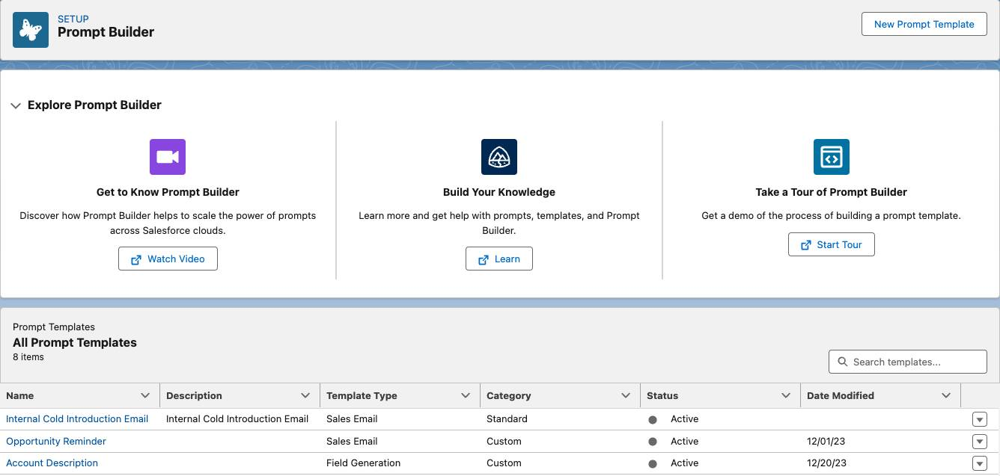 SETUP
Prompt Builder
New Prompt Template
Explore Prompt Builder
Get to Know Prompt Builder
Discover how Prompt Builder helps to scale the power of prompts
across Salesforce clouds.
Watch Video
Build Your Knowledge
Learn more and get help with prompts, templates, and Prompt
Builder.
Learn
Take a Tour of Prompt Builder
Get a demo of the process of building a prompt template.
Start Tour
Prompt Templates
All Prompt Templates
8 items
Search templates...
Name Description Template Type Category Status Date Modified
Internal Cold Introduction Email Internal Cold Introduction Email Sales Email Standard Active
Opportunity Reminder Sales Email Custom Active 12/01/23
Account Description Field Generation Custom Active 12/20/23